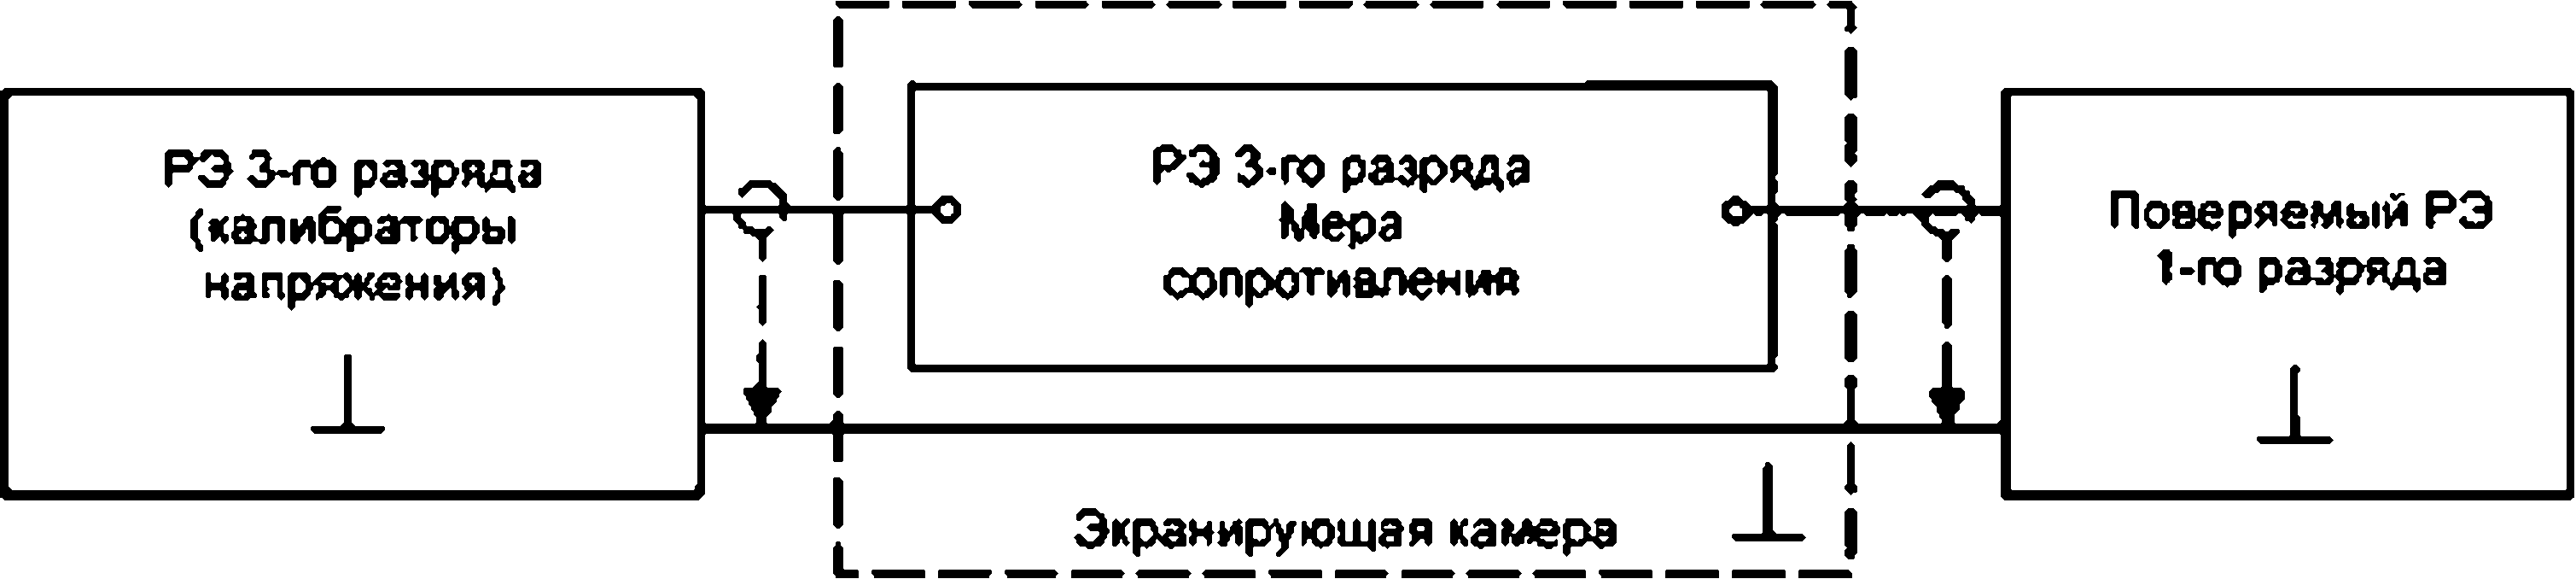 РЭ 3-го разряда
(калибраторы
напряжения)
РЭ 3-го разряда
Мера
сопротивления
Поверяемый РЭ
1-го разряда
Экранирующая камера